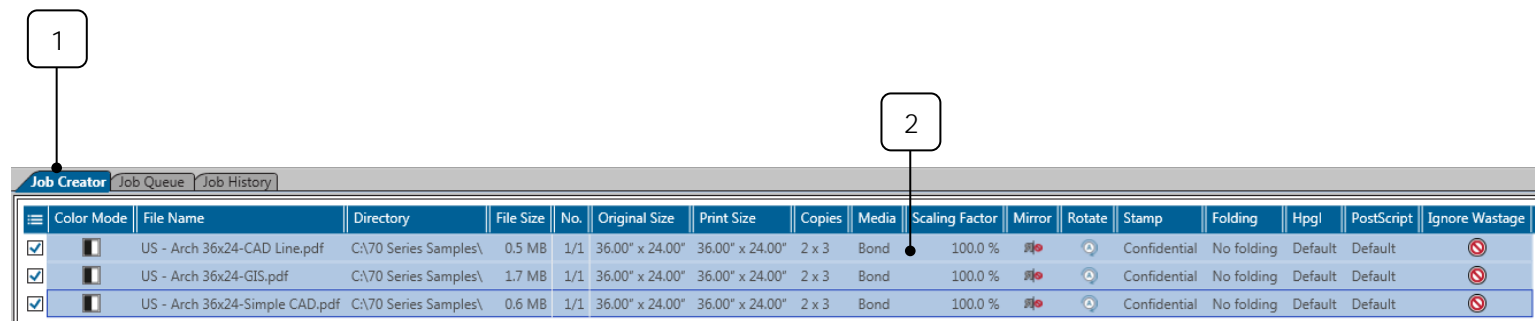 1
2
Job Creator Job Queue Job History
Color Mode File Name Directory File Size No. Original Size Print Size Copies Media Scaling Factor Mirror Rotate Stamp Folding Hpgl PostScript Ignore Wastage
US - Arch 36x24-CAD Line.pdf C:\70 Series Samples\ 0.5 MB 1/1 36.00" x 24.00" 36.00" x 24.00" 2 x 3 Bond 100.0 % Confidential No folding Default Default
US - Arch 36x24-GIS.pdf C:\70 Series Samples\ 1.7 MB 1/1 36.00" x 24.00" 36.00" x 24.00" 2 x 3 Bond 100.0 % Confidential No folding Default Default
US - Arch 36x24-Simple CAD.pdf C:\70 Series Samples\ 0.6 MB 1/1 36.00" x 24.00" 36.00" x 24.00" 2 x 3 Bond 100.0 % Confidential No folding Default Default